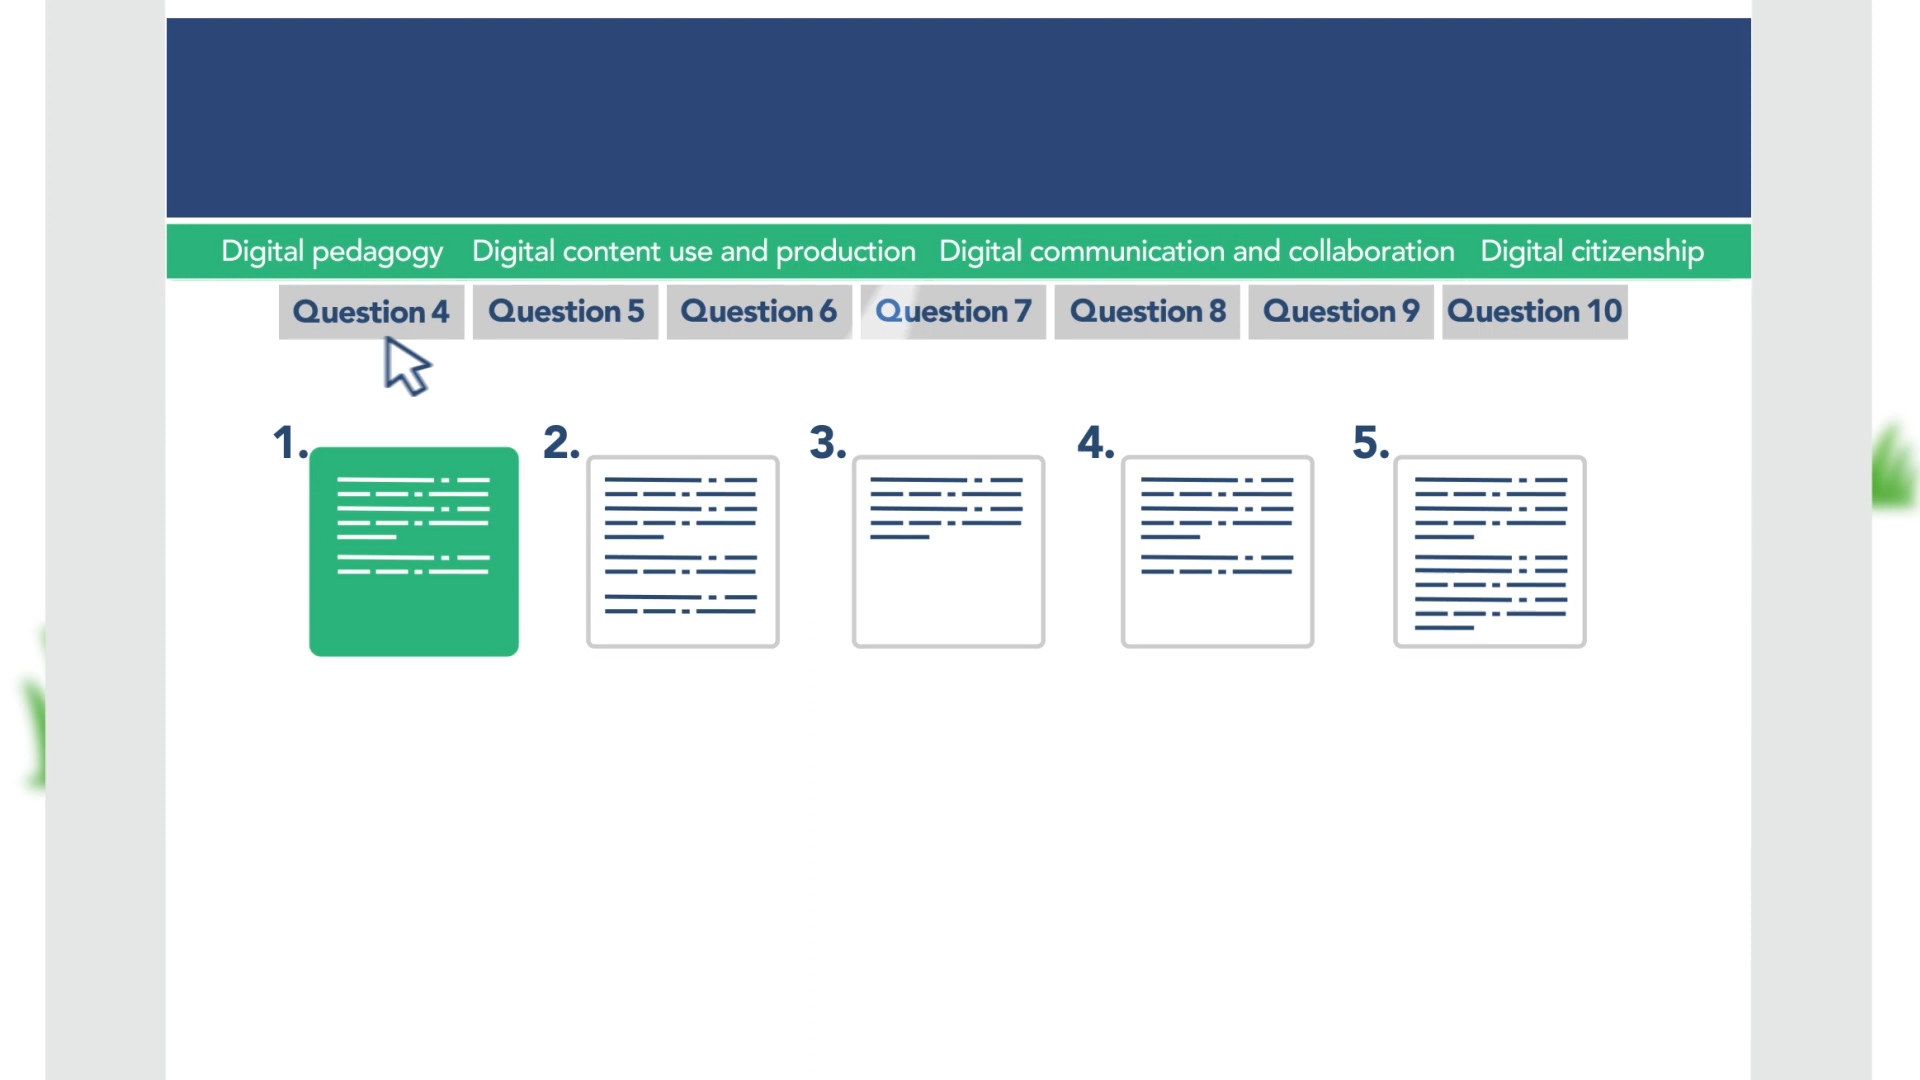 Digital pedagogy Digital content use and production Digital communication and collaboration Digital citizenship
Question 4 Question 5 Question 6 Question 7 Question 8 Question 9 Question 10
1. 2. 3. 4. 5.